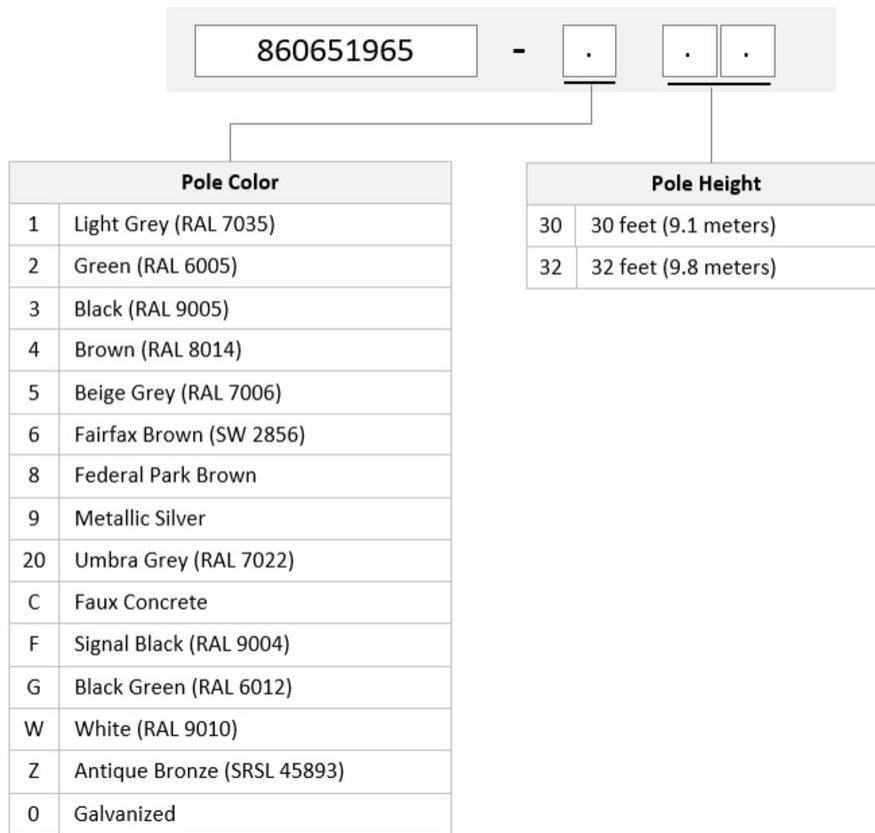 860651965 - . . .
Pole Color
1 Light Grey (RAL 7035)
2 Green (RAL 6005)
3 Black (RAL 9005)
4 Brown (RAL 8014)
5 Beige Grey (RAL 7006)
6 Fairfax Brown (SW 2856)
8 Federal Park Brown
9 Metallic Silver
20 Umbra Grey (RAL 7022)
C Faux Concrete
F Signal Black (RAL 9004)
G Black Green (RAL 6012)
W White (RAL 9010)
Z Antique Bronze (SRSL 45893)
0 Galvanized
Pole Height
30 30 feet (9.1 meters)
32 32 feet (9.8 meters)